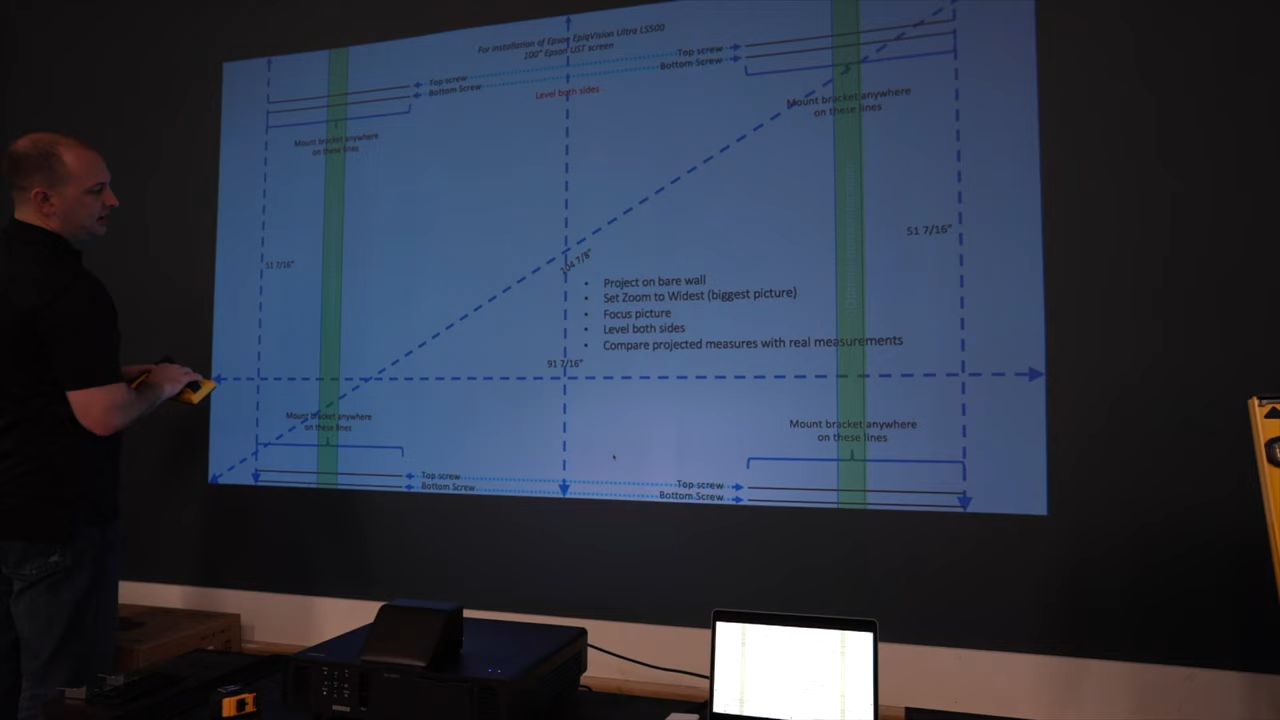 For installation of Epson EpiqVision Ultra LS500
100" Epson UST screen
Top screw
Bottom Screw
Top screw
Bottom Screw
Level both sides
Mount bracket anywhere
on these lines
Mount bracket anywhere
on these lines
51 7/16"
51 7/16"
104 7/8"
• Project on bare wall
• Set Zoom to Widest (biggest picture)
• Focus picture
• Level both sides
• Compare projected measures with real measurements
91 7/16"
Mount bracket anywhere
on these lines
Mount bracket anywhere
on these lines
Top screw
Bottom Screw
Top screw
Bottom Screw